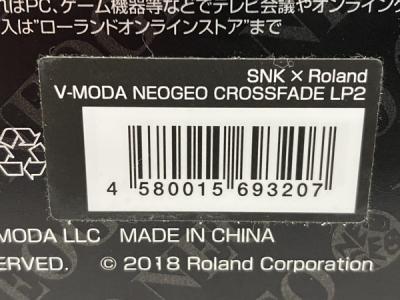 れはPC、ゲーム機器等などでテレビ会議やオンラインゲ
入は"ローランドオンラインストア"まで
SNK × Roland
V-MODA NEOGEO CROSSFADE LP2
4 580015 693207
MODA LLC MADE IN CHINA
ERVED. © 2018 Roland Corporation